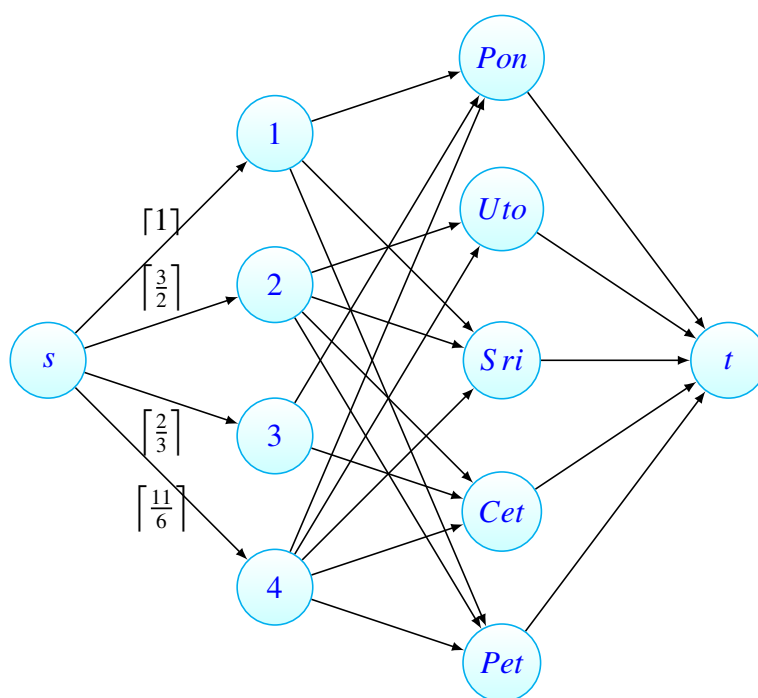 Pon
1
⌈1⌉
Uto
2
⌈3/2⌉
s
Sri
t
3
⌈2/3⌉
Cet
⌈11/6⌉
4
Pet